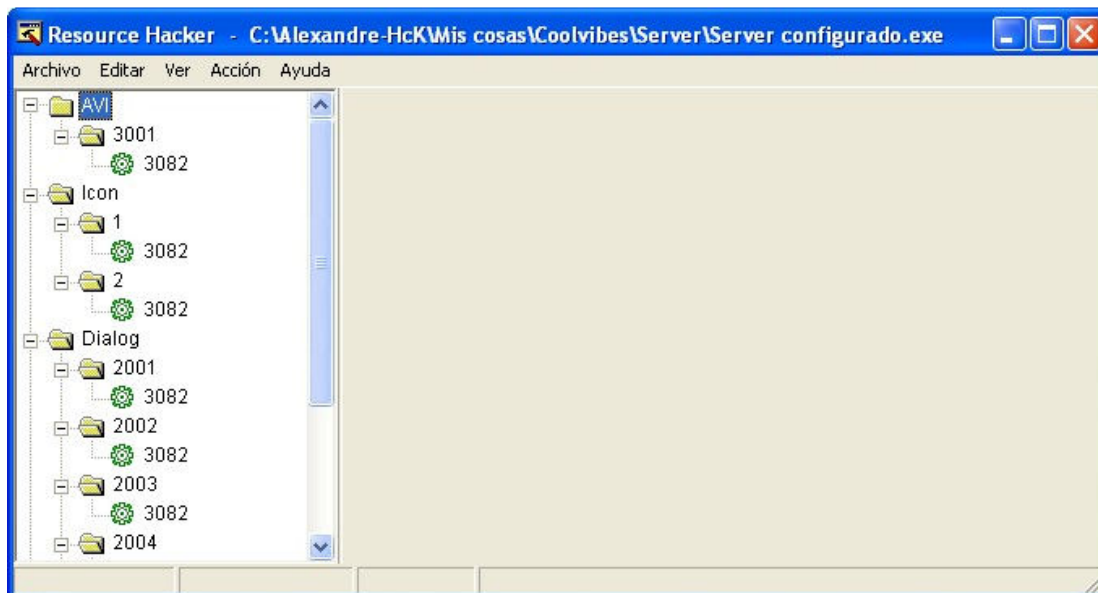 Resource Hacker - C:\Alexandre-HcK\Mis cosas\Coolvibes\Server\Server configurado.exe
Archivo Editar Ver Acción Ayuda
AVI
3001
3082
Icon
1
3082
2
3082
Dialog
2001
3082
2002
3082
2003
3082
2004